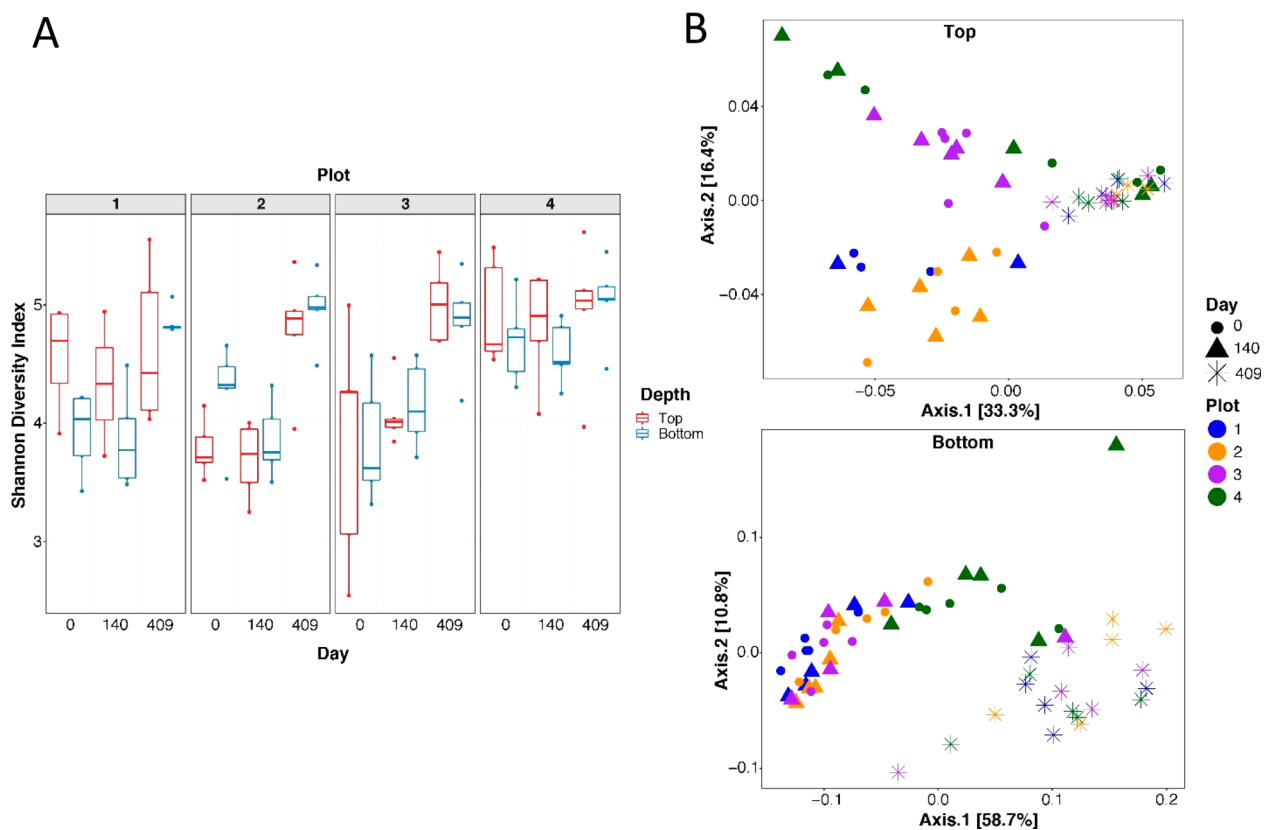 A
Plot
1 2 3 4
Shannon Diversity Index
5
4
3
0 140 409 0 140 409 0 140 409 0 140 409
Day
Depth
Top
Bottom
B
Top
Axis.2 [16.4%]
0.04
0.00
−0.04
−0.05 0.00 0.05
Axis.1 [33.3%]
Bottom
Axis.2 [10.8%]
0.1
0.0
−0.1
−0.1 0.0 0.1 0.2
Axis.1 [58.7%]
Day
0
140
409
Plot
1
2
3
4